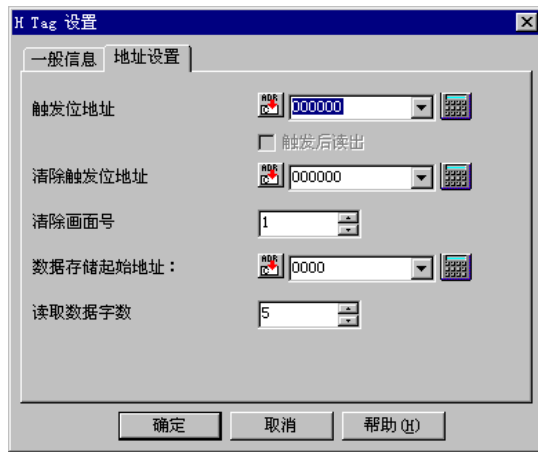 H Tag 设置
一般信息 地址设置
触发位地址 ADR 000000
触发后读出
清除触发位地址 ADR 000000
清除画面号 1
数据存储起始地址： ADR 0000
读取数据字数 5
确定 取消 帮助(H)